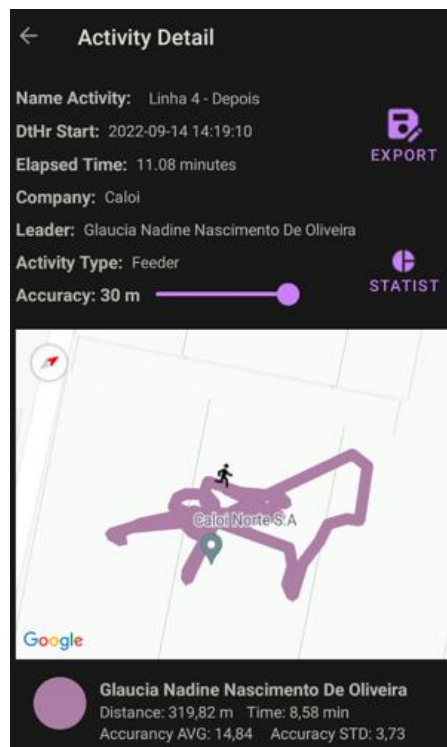 Activity Detail
Name Activity: Linha 4 - Depois
DtHr Start: 2022-09-14 14:19:10
EXPORT
Elapsed Time: 11.08 minutes
Company: Caloi
Leader: Glaucia Nadine Nascimento De Oliveira
Activity Type: Feeder
STATIST
Accuracy: 30 m
Caloi Norte S.A
Google
Glaucia Nadine Nascimento De Oliveira
Distance: 319,82 m Time: 8,58 min
Accurancy AVG: 14,84 Accuracy STD: 3,73